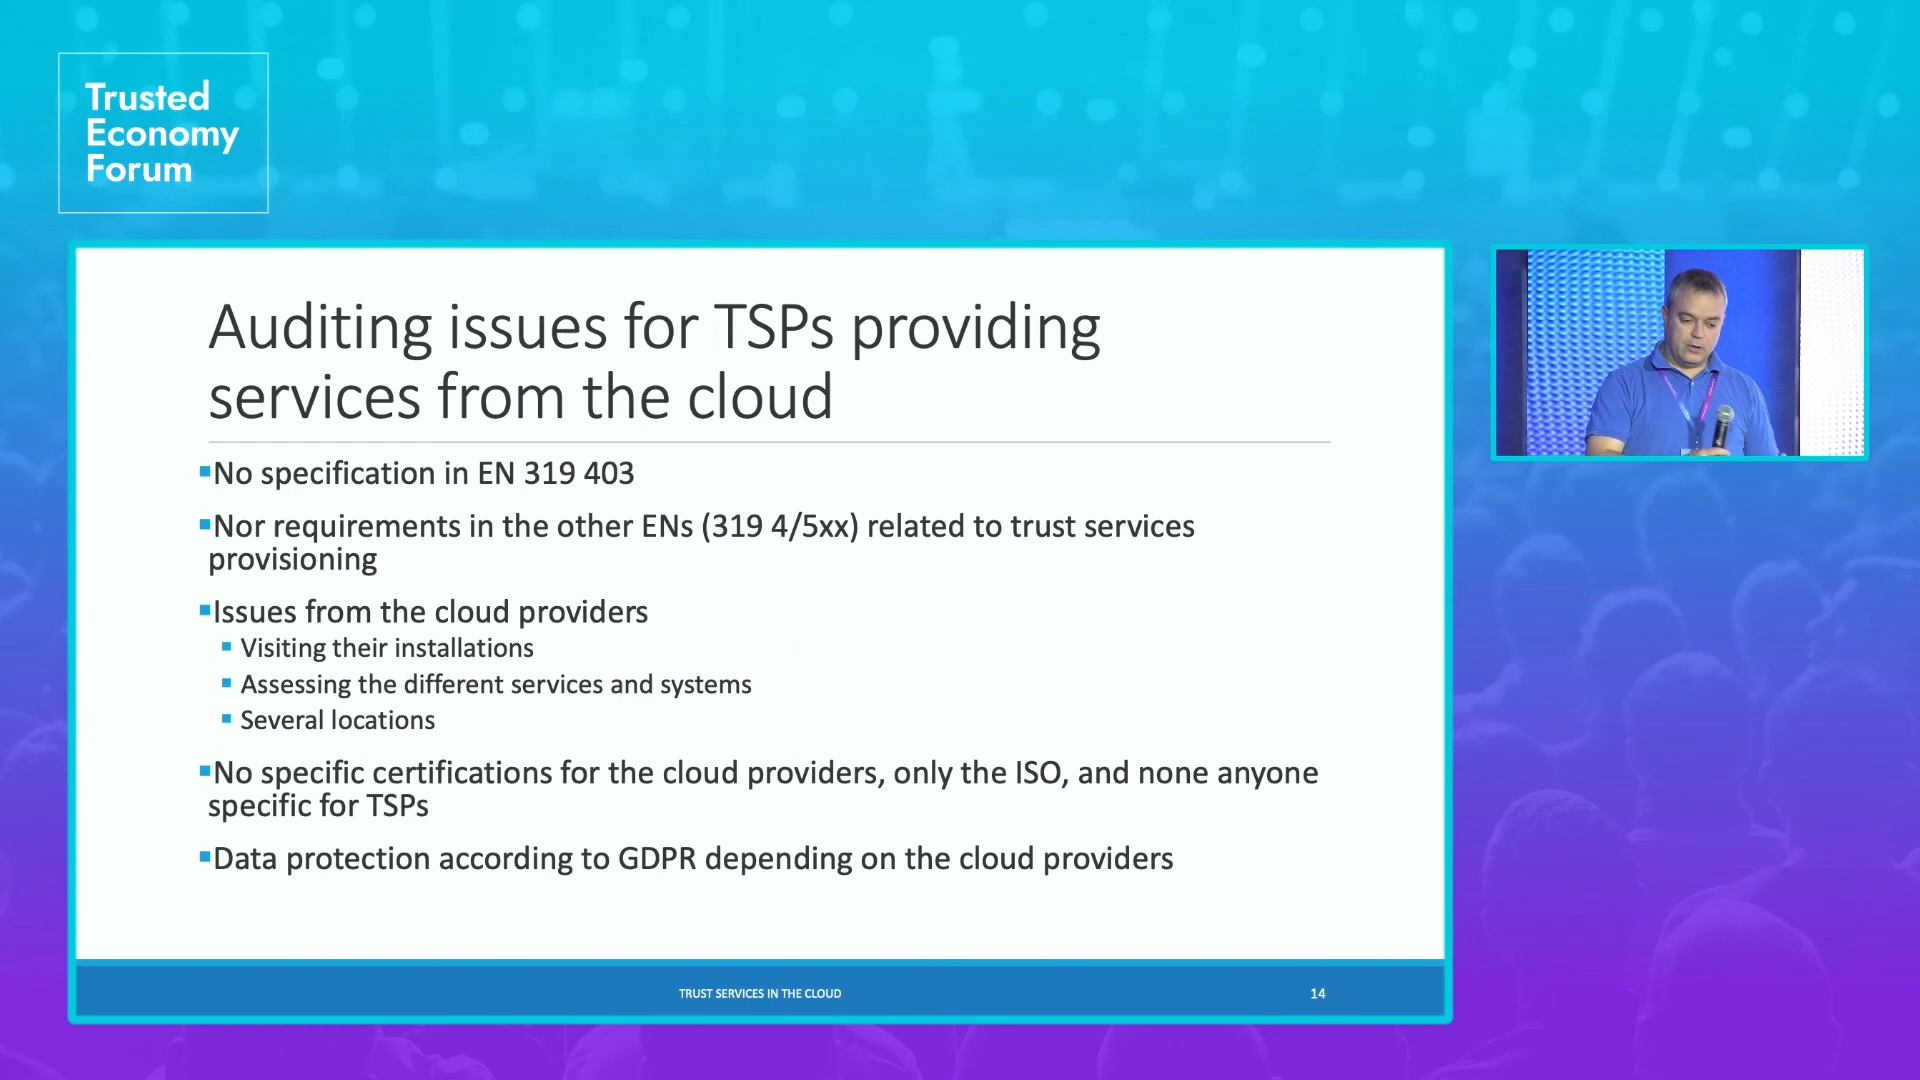 Trusted
Economy
Forum
Auditing issues for TSPs providing
services from the cloud
▪No specification in EN 319 403
▪Nor requirements in the other ENs (319 4/5xx) related to trust services
provisioning
▪Issues from the cloud providers
▪ Visiting their installations
▪ Assessing the different services and systems
▪ Several locations
▪No specific certifications for the cloud providers, only the ISO, and none anyone
specific for TSPs
▪Data protection according to GDPR depending on the cloud providers
TRUST SERVICES IN THE CLOUD
14